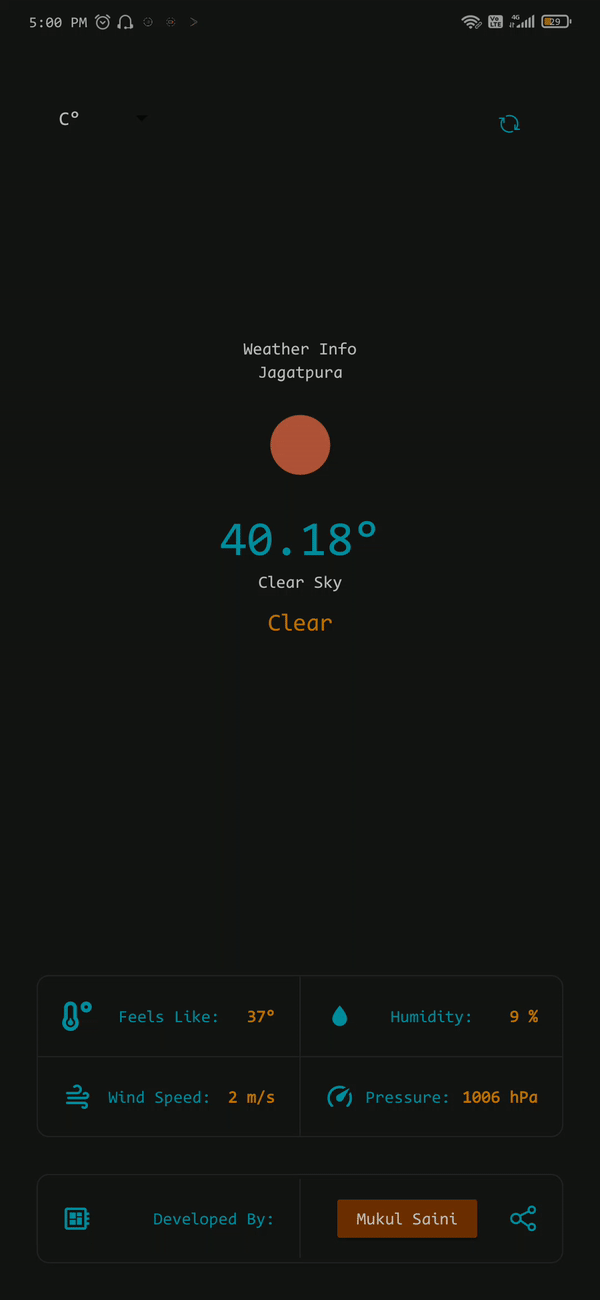 5:00 PM
Vo LTE 4G 29
C°
Weather Info
Jagatpura
40.18°
Clear Sky
Clear
Feels Like: 37°
Humidity: 9 %
Wind Speed: 2 m/s
Pressure: 1006 hPa
Developed By: Mukul Saini